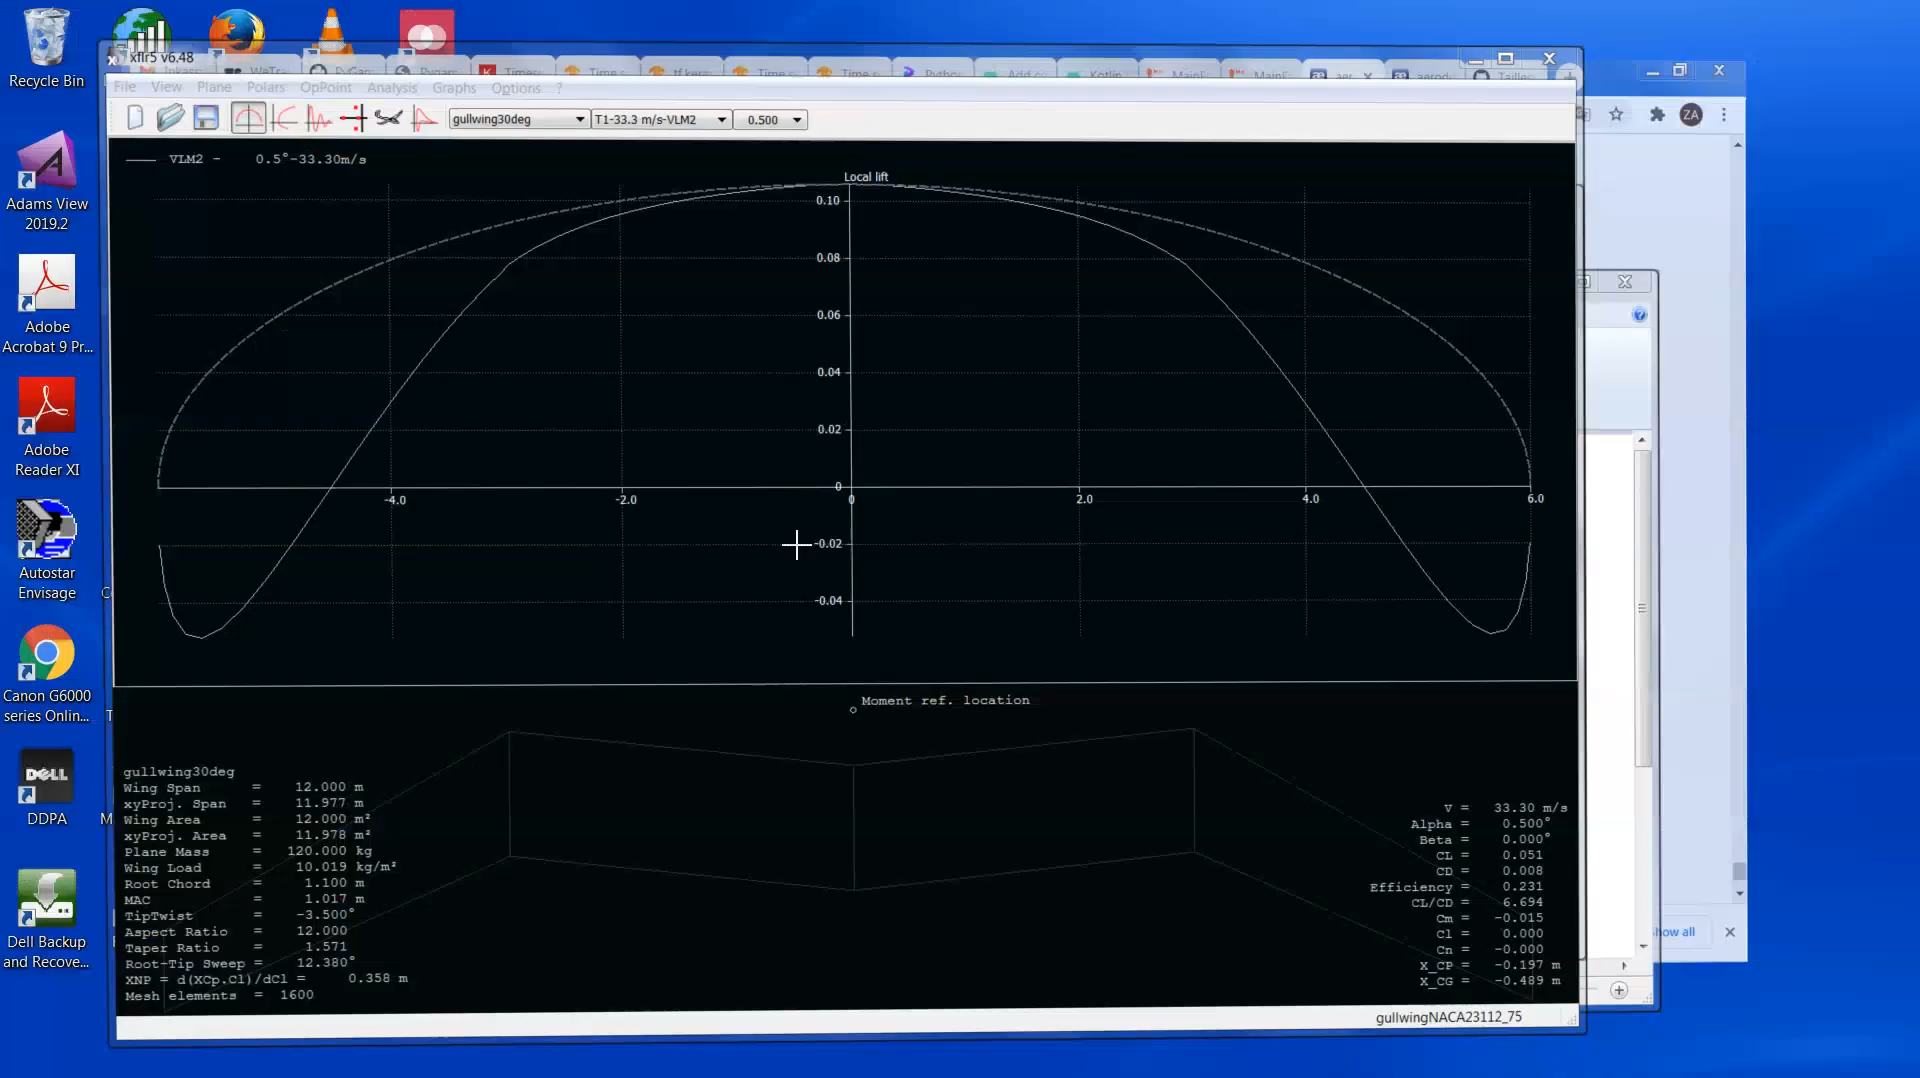 Recycle Bin
Adams View
2019.2
Adobe
Acrobat 9 Pr...
Adobe
Reader XI
Autostar
Envisage
Canon G6000
series Onlin...
DELL
DDPA
Dell Backup
and Recove...
xflr5 v6.48
File View Plane Polars OpPoint Analysis Graphs Options ?
gullwing30deg T1-33.3 m/s-VLM2 0.500
VLM2 - 0.5°-33.30m/s
Local lift
0.10
0.08
0.06
0.04
0.02
0
-4.0 -2.0 0 2.0 4.0 6.0
-0.02
-0.04
Moment ref. location
gullwing30deg
Wing Span = 12.000 m
xyProj. Span = 11.977 m
Wing Area = 12.000 m²
xyProj. Area = 11.978 m²
Plane Mass = 120.000 kg
Wing Load = 10.019 kg/m²
Root Chord = 1.100 m
MAC = 1.017 m
TipTwist = -3.500°
Aspect Ratio = 12.000
Taper Ratio = 1.571
Root-Tip Sweep = 12.380°
XNP = d(XCp.Cl)/dCl = 0.358 m
Mesh elements = 1600
V = 33.30 m/s
Alpha = 0.500°
Beta = 0.000°
CL = 0.051
CD = 0.008
Efficiency = 0.231
CL/CD = 6.694
Cm = -0.015
Cl = 0.000
Cn = -0.000
X_CP = -0.197 m
X_CG = -0.489 m
gullwingNACA23112_75
ZA
how all